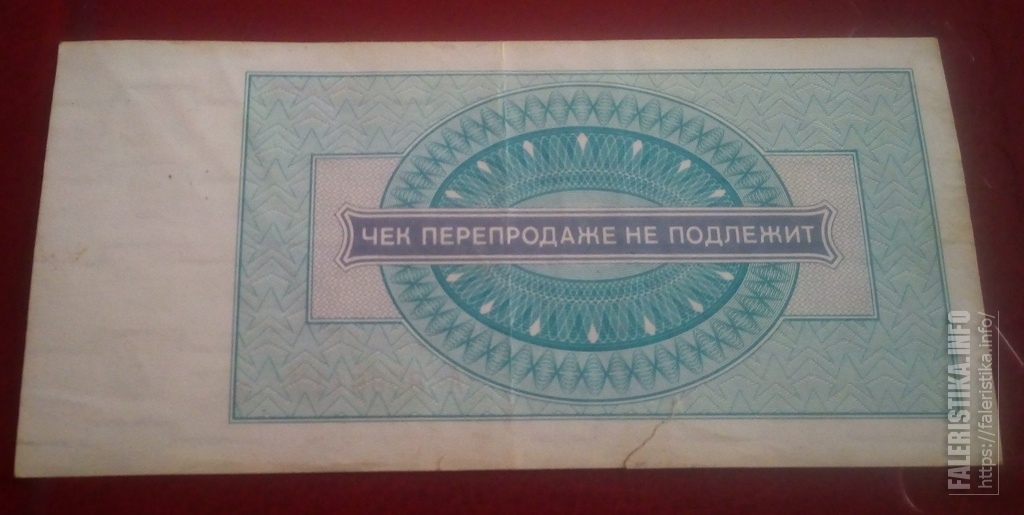 ЧЕК ПЕРЕПРОДАЖЕ НЕ ПОДЛЕЖИТ
FALERISTIKA.INFO
https://faleristika.info/